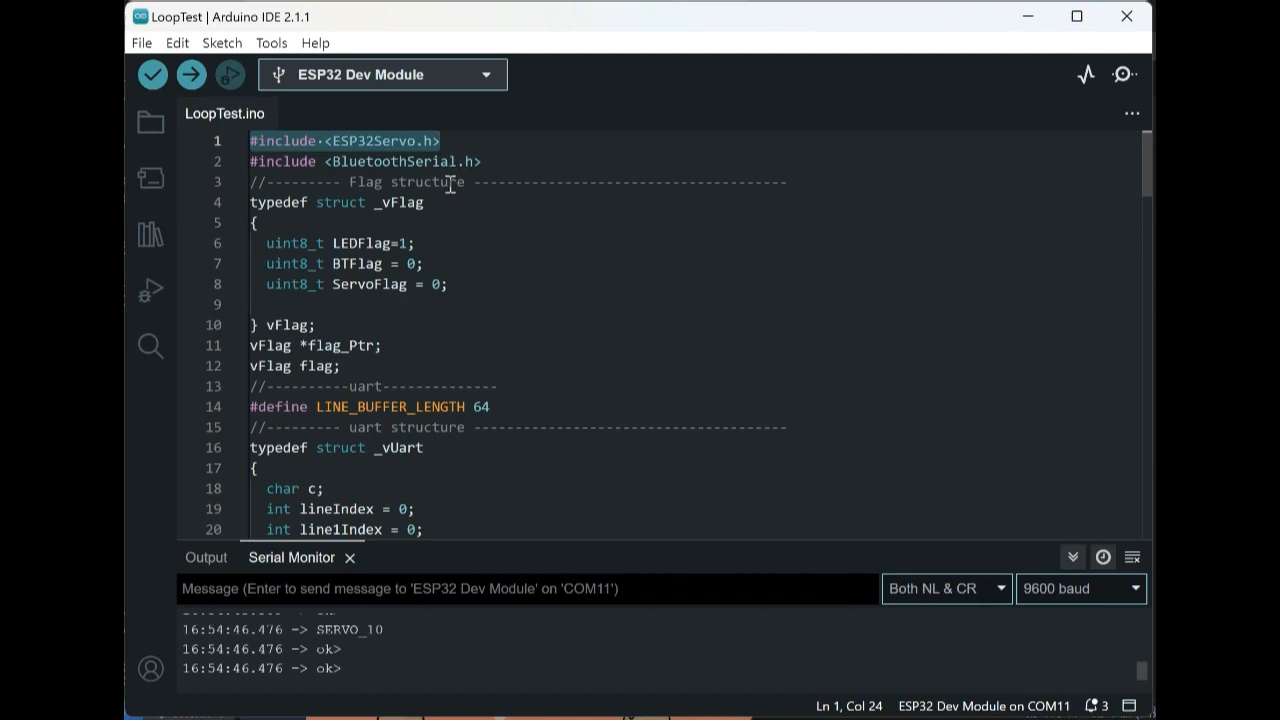 LoopTest | Arduino IDE 2.1.1
File Edit Sketch Tools Help
ESP32 Dev Module
LoopTest.ino
1 #include·<ESP32Servo.h>
2 #include <BluetoothSerial.h>
3 //--------- Flag structure --------------------------------------
4 typedef struct _vFlag
5 {
6 uint8_t LEDFlag=1;
7 uint8_t BTFlag = 0;
8 uint8_t ServoFlag = 0;
9
10 } vFlag;
11 vFlag *flag_Ptr;
12 vFlag flag;
13 //----------uart--------------
14 #define LINE_BUFFER_LENGTH 64
15 //--------- uart structure --------------------------------------
16 typedef struct _vUart
17 {
18 char c;
19 int lineIndex = 0;
20 int line1Index = 0;
Output Serial Monitor
Message (Enter to send message to 'ESP32 Dev Module' on 'COM11') Both NL & CR 9600 baud
16:54:46.476 -> SERVO_10
16:54:46.476 -> ok>
16:54:46.476 -> ok>
Ln 1, Col 24 ESP32 Dev Module on COM11 3